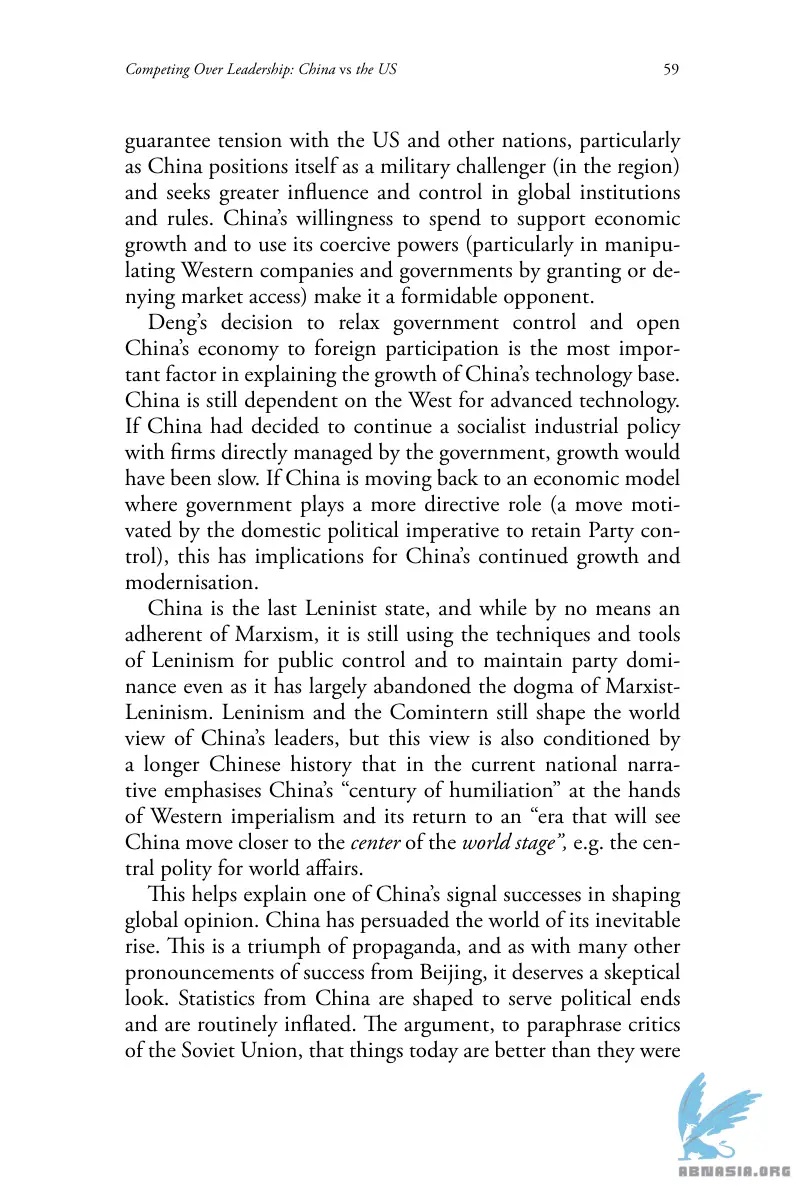 Competing Over Leadership: China vs the US 59
guarantee tension with the US and other nations, particularly
as China positions itself as a military challenger (in the region)
and seeks greater influence and control in global institutions
and rules. China’s willingness to spend to support economic
growth and to use its coercive powers (particularly in manipu-
lating Western companies and governments by granting or de-
nying market access) make it a formidable opponent.
Deng’s decision to relax government control and open
China’s economy to foreign participation is the most impor-
tant factor in explaining the growth of China’s technology base.
China is still dependent on the West for advanced technology.
If China had decided to continue a socialist industrial policy
with firms directly managed by the government, growth would
have been slow. If China is moving back to an economic model
where government plays a more directive role (a move moti-
vated by the domestic political imperative to retain Party con-
trol), this has implications for China’s continued growth and
modernisation.
China is the last Leninist state, and while by no means an
adherent of Marxism, it is still using the techniques and tools
of Leninism for public control and to maintain party domi-
nance even as it has largely abandoned the dogma of Marxist-
Leninism. Leninism and the Comintern still shape the world
view of China’s leaders, but this view is also conditioned by
a longer Chinese history that in the current national narra-
tive emphasises China’s “century of humiliation” at the hands
of Western imperialism and its return to an “era that will see
China move closer to the center of the world stage”, e.g. the cen-
tral polity for world affairs.
This helps explain one of China’s signal successes in shaping
global opinion. China has persuaded the world of its inevitable
rise. This is a triumph of propaganda, and as with many other
pronouncements of success from Beijing, it deserves a skeptical
look. Statistics from China are shaped to serve political ends
and are routinely inflated. The argument, to paraphrase critics
of the Soviet Union, that things today are better than they were
ABNASIA.ORG